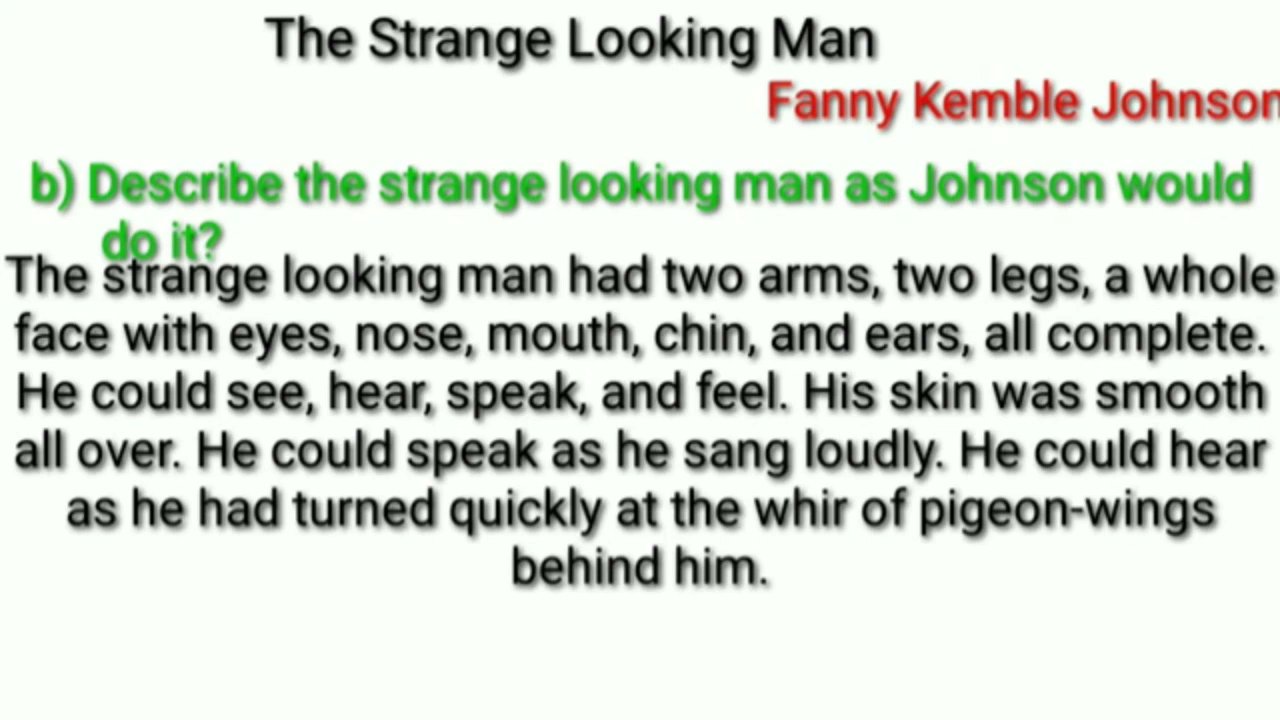 The Strange Looking Man
Fanny Kemble Johnson
b) Describe the strange looking man as Johnson would
do it?
The strange looking man had two arms, two legs, a whole
face with eyes, nose, mouth, chin, and ears, all complete.
He could see, hear, speak, and feel. His skin was smooth
all over. He could speak as he sang loudly. He could hear
as he had turned quickly at the whir of pigeon-wings
behind him.